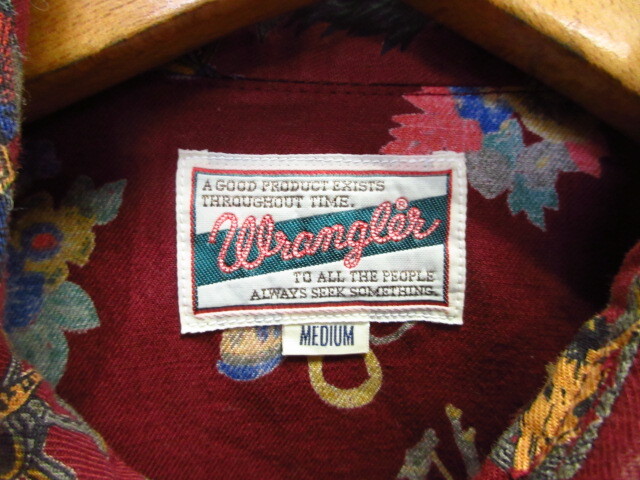 A GOOD PRODUCT EXISTS
THROUGHOUT TIME.
Wrangler
TO ALL THE PEOPLE
ALWAYS SEEK SOMETHING.
MEDIUM